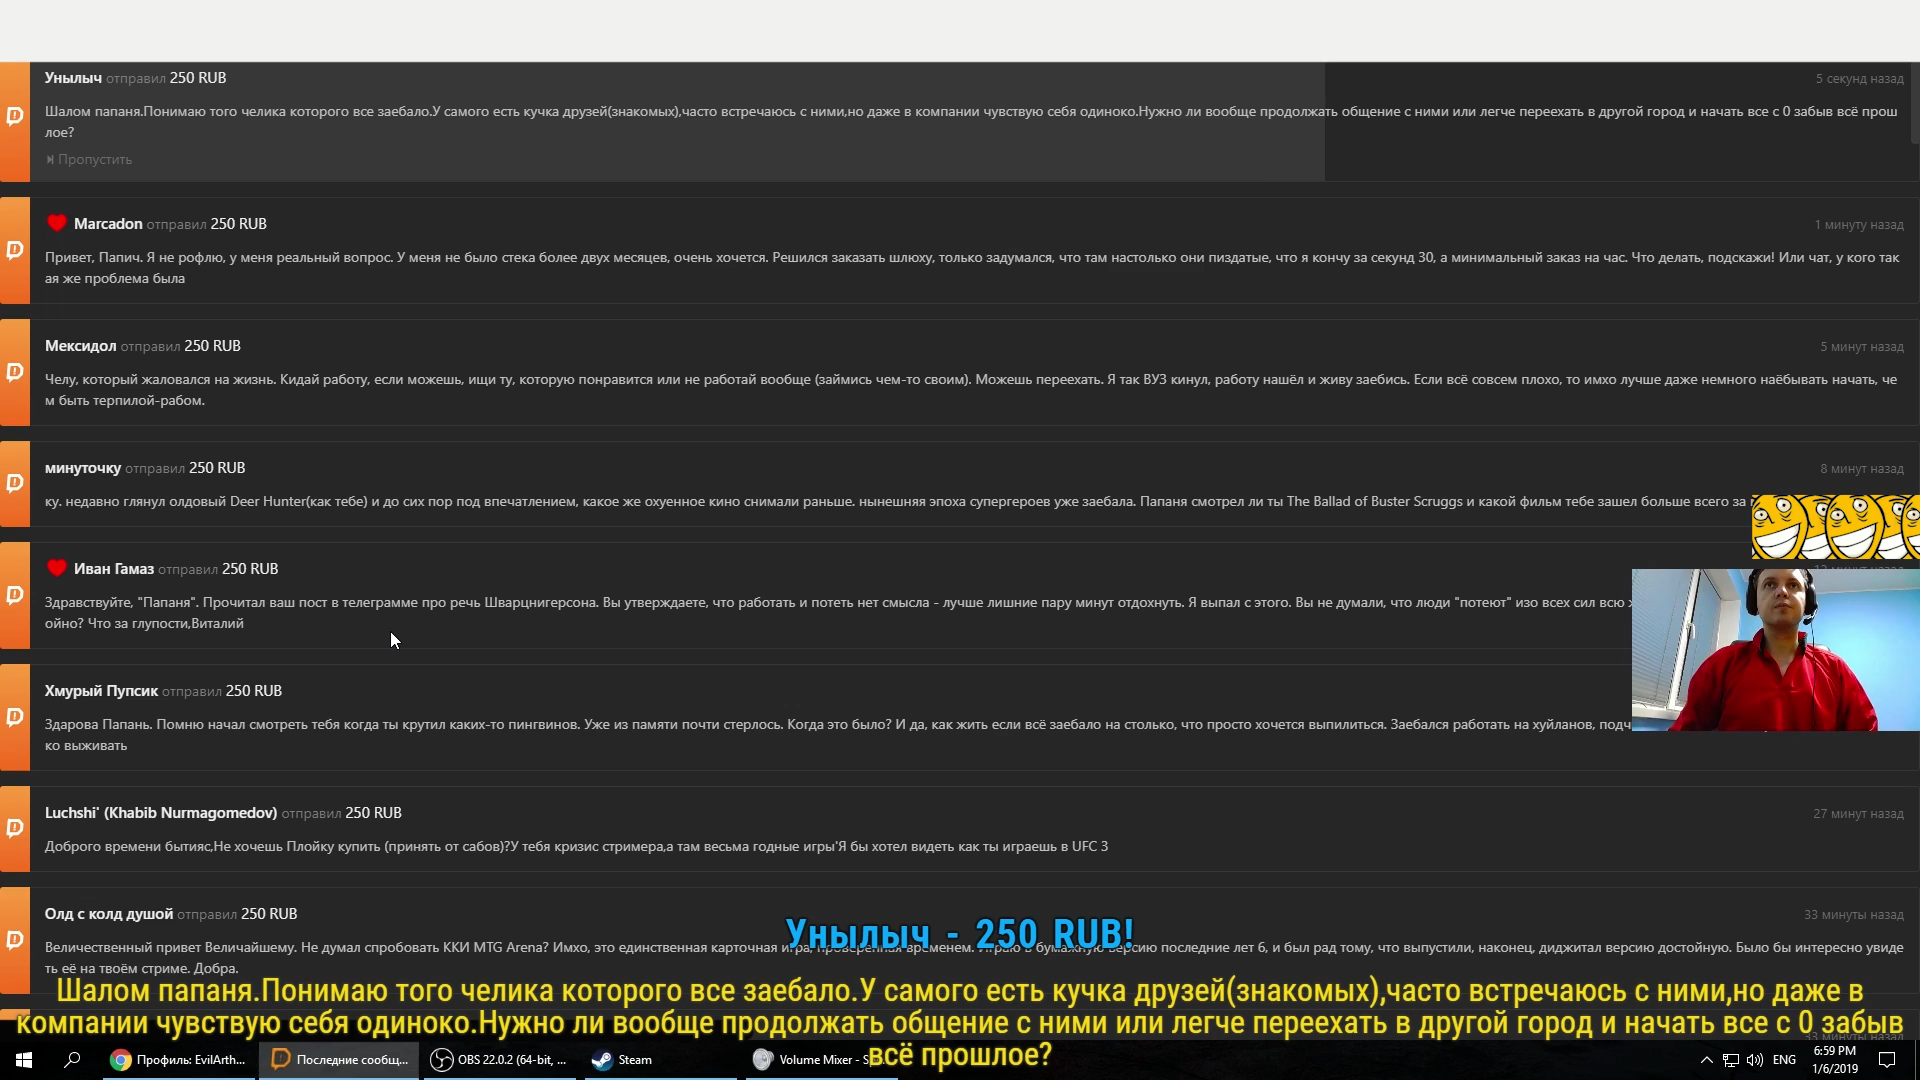 Унылыч отправил 250 RUB
5 секунд назад
Шалом папаня.Понимаю того челика которого все заебало.У самого есть кучка друзей(знакомых),часто встречаюсь с ними,но даже в компании чувствую себя одиноко.Нужно ли вообще продолжать общение с ними или легче переехать в другой город и начать все с 0 забыв всё прош
лое?
Пропустить
Marcadon отправил 250 RUB
1 минуту назад
Привет, Папич. Я не рофлю, у меня реальный вопрос. У меня не было стека более двух месяцев, очень хочется. Решился заказать шлюху, только задумался, что там настолько они пиздатые, что я кончу за секунд 30, а минимальный заказ на час. Что делать, подскажи! Или чат, у кого так
ая же проблема была
Мексидол отправил 250 RUB
5 минут назад
Челу, который жаловался на жизнь. Кидай работу, если можешь, ищи ту, которую понравится или не работай вообще (займись чем-то своим). Можешь переехать. Я так ВУЗ кинул, работу нашёл и живу заебись. Если всё совсем плохо, то имхо лучше даже немного наёбывать начать, че
м быть терпилой-рабом.
минуточку отправил 250 RUB
8 минут назад
ку. недавно глянул олдовый Deer Hunter(как тебе) и до сих пор под впечатлением, какое же охуенное кино снимали раньше. нынешняя эпоха супергероев уже заебала. Папаня смотрел ли ты The Ballad of Buster Scruggs и какой фильм тебе зашел больше всего за
Иван Гамаз отправил 250 RUB
Здравствуйте, "Папаня". Прочитал ваш пост в телеграмме про речь Шварцнигерсона. Вы утверждаете, что работать и потеть нет смысла - лучше лишние пару минут отдохнуть. Я выпал с этого. Вы не думали, что люди "потеют" изо всех сил всю
ойно? Что за глупости,Виталий
Хмурый Пупсик отправил 250 RUB
Здарова Папань. Помню начал смотреть тебя когда ты крутил каких-то пингвинов. Уже из памяти почти стерлось. Когда это было? И да, как жить если всё заебало на столько, что просто хочется выпилиться. Заебался работать на хуйланов, подч
ко выживать
Luchshi' (Khabib Nurmagomedov) отправил 250 RUB
27 минут назад
Доброго времени бытияс,Не хочешь Плойку купить (принять от сабов)?У тебя кризис стримера,а там весьма годные игры'Я бы хотел видеть как ты играешь в UFC 3
Олд с колд душой отправил 250 RUB
33 минуты назад
Величественный привет Величайшему. Не думал спробовать ККИ MTG Arena? Имхо, это единственная карточная игра, проверенная временем. Играю в бумажную версию последние лет 6, и был рад тому, что выпустили, наконец, диджитал версию достойную. Было бы интересно увиде
ть её на твоём стриме. Добра.
Унылыч - 250 RUB!
Шалом папаня.Понимаю того челика которого все заебало.У самого есть кучка друзей(знакомых),часто встречаюсь с ними,но даже в
компании чувствую себя одиноко.Нужно ли вообще продолжать общение с ними или легче переехать в другой город и начать все с 0 забыв
всё прошлое?
Профиль: EvilArth...
Последние сообщ...
OBS 22.0.2 (64-bit, ...
Steam
Volume Mixer - S
ENG
6:59 PM
1/6/2019